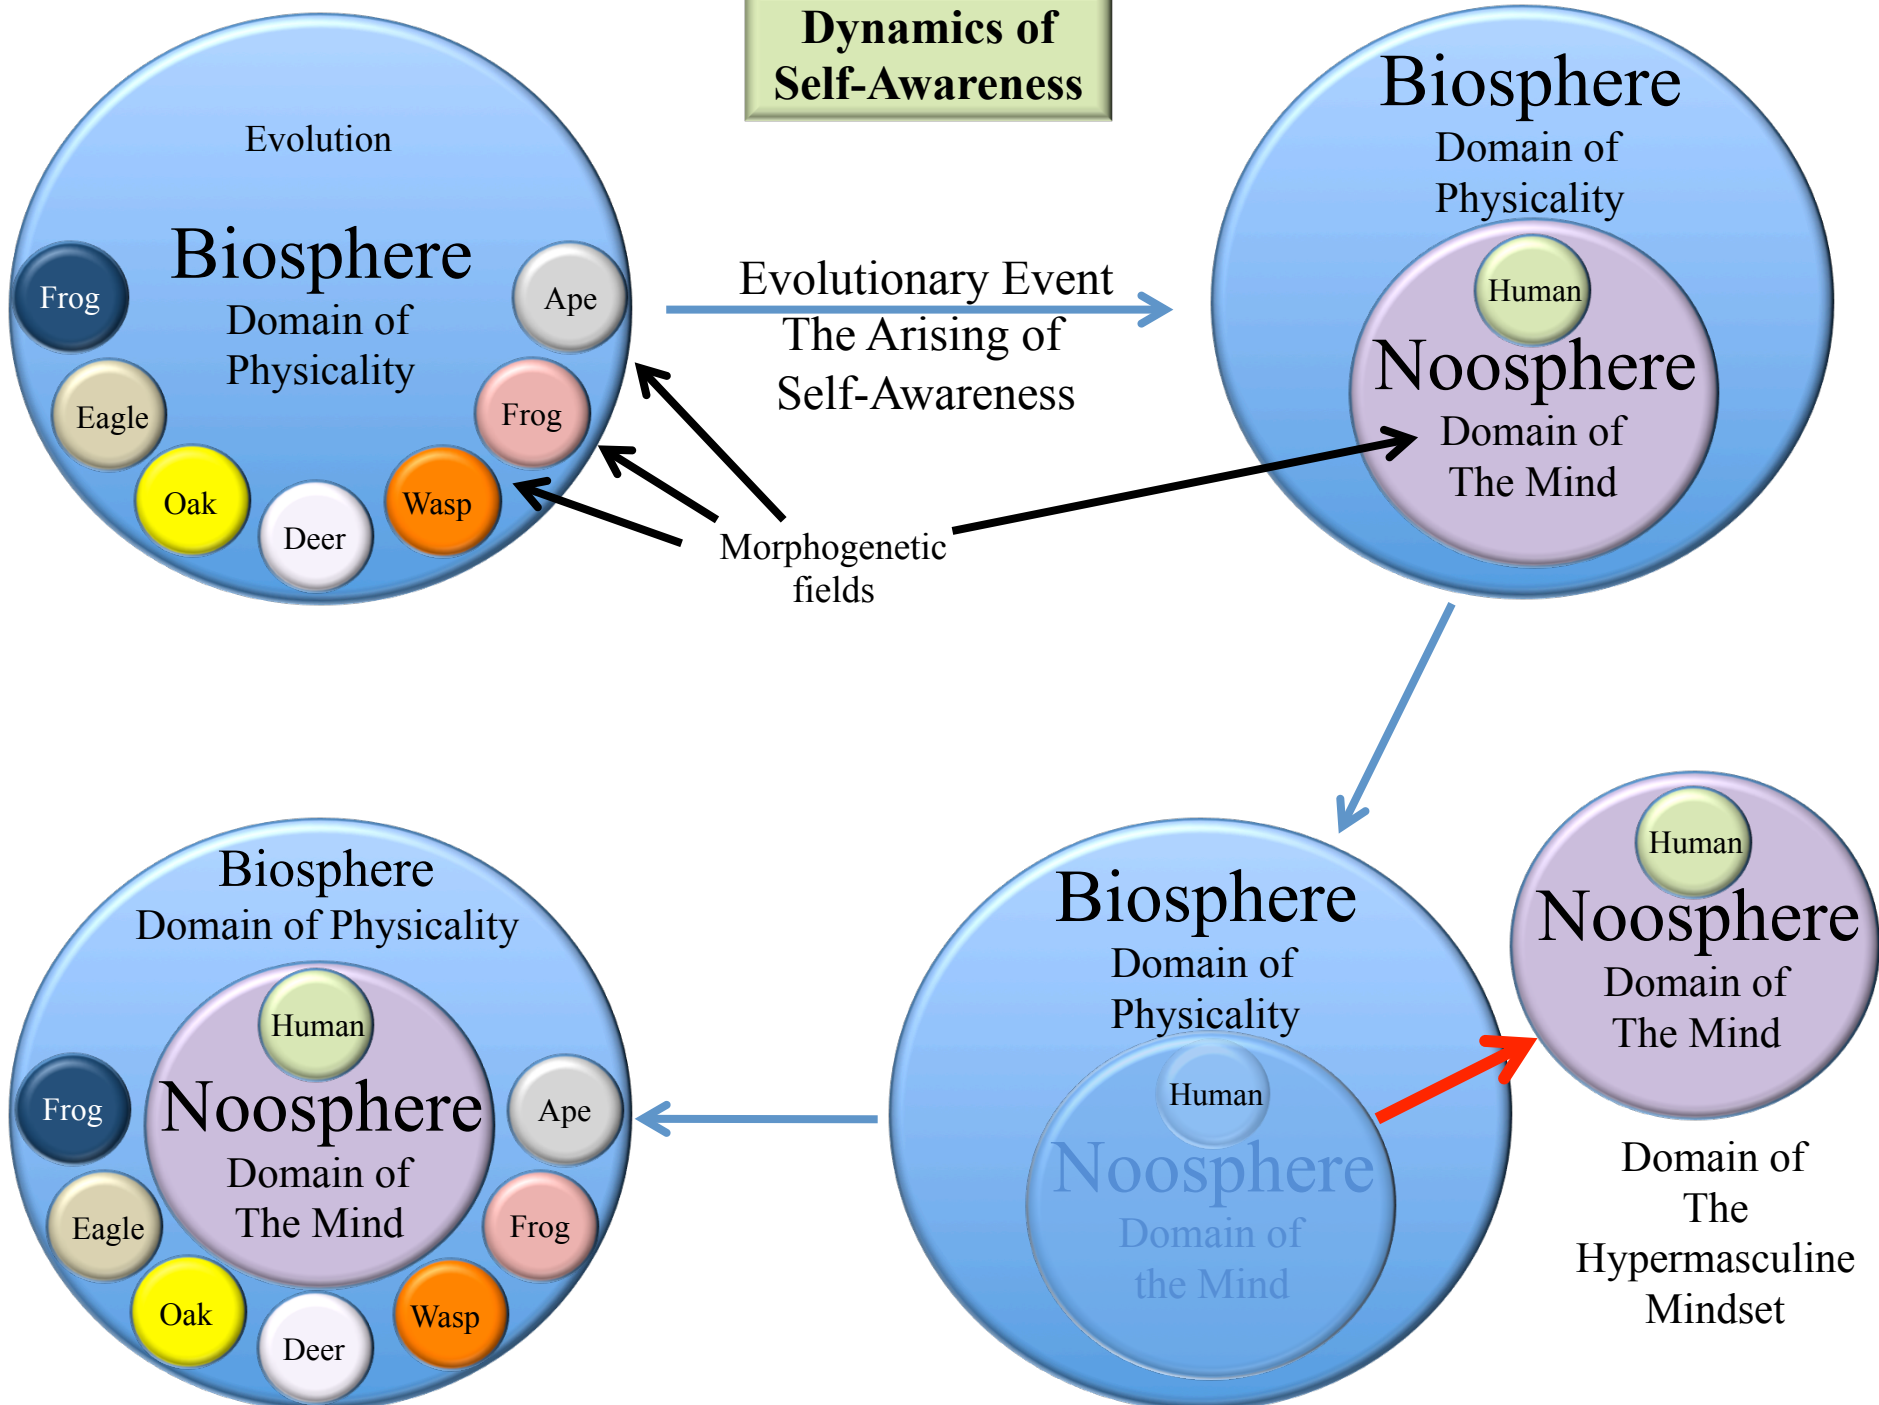 Dynamics of
Self-Awareness
Evolution
Biosphere
Domain of
Physicality
Frog
Eagle
Oak
Deer
Wasp
Frog
Ape
Evolutionary Event
The Arising of
Self-Awareness
Morphogenetic
fields
Biosphere
Domain of
Physicality
Human
Noosphere
Domain of
The Mind
Biosphere
Domain of
Physicality
Human
Noosphere
Domain of
the Mind
Human
Noosphere
Domain of
The Mind
Domain of
The
Hypermasculine
Mindset
Biosphere
Domain of Physicality
Human
Noosphere
Domain of
The Mind
Frog
Eagle
Oak
Deer
Wasp
Frog
Ape